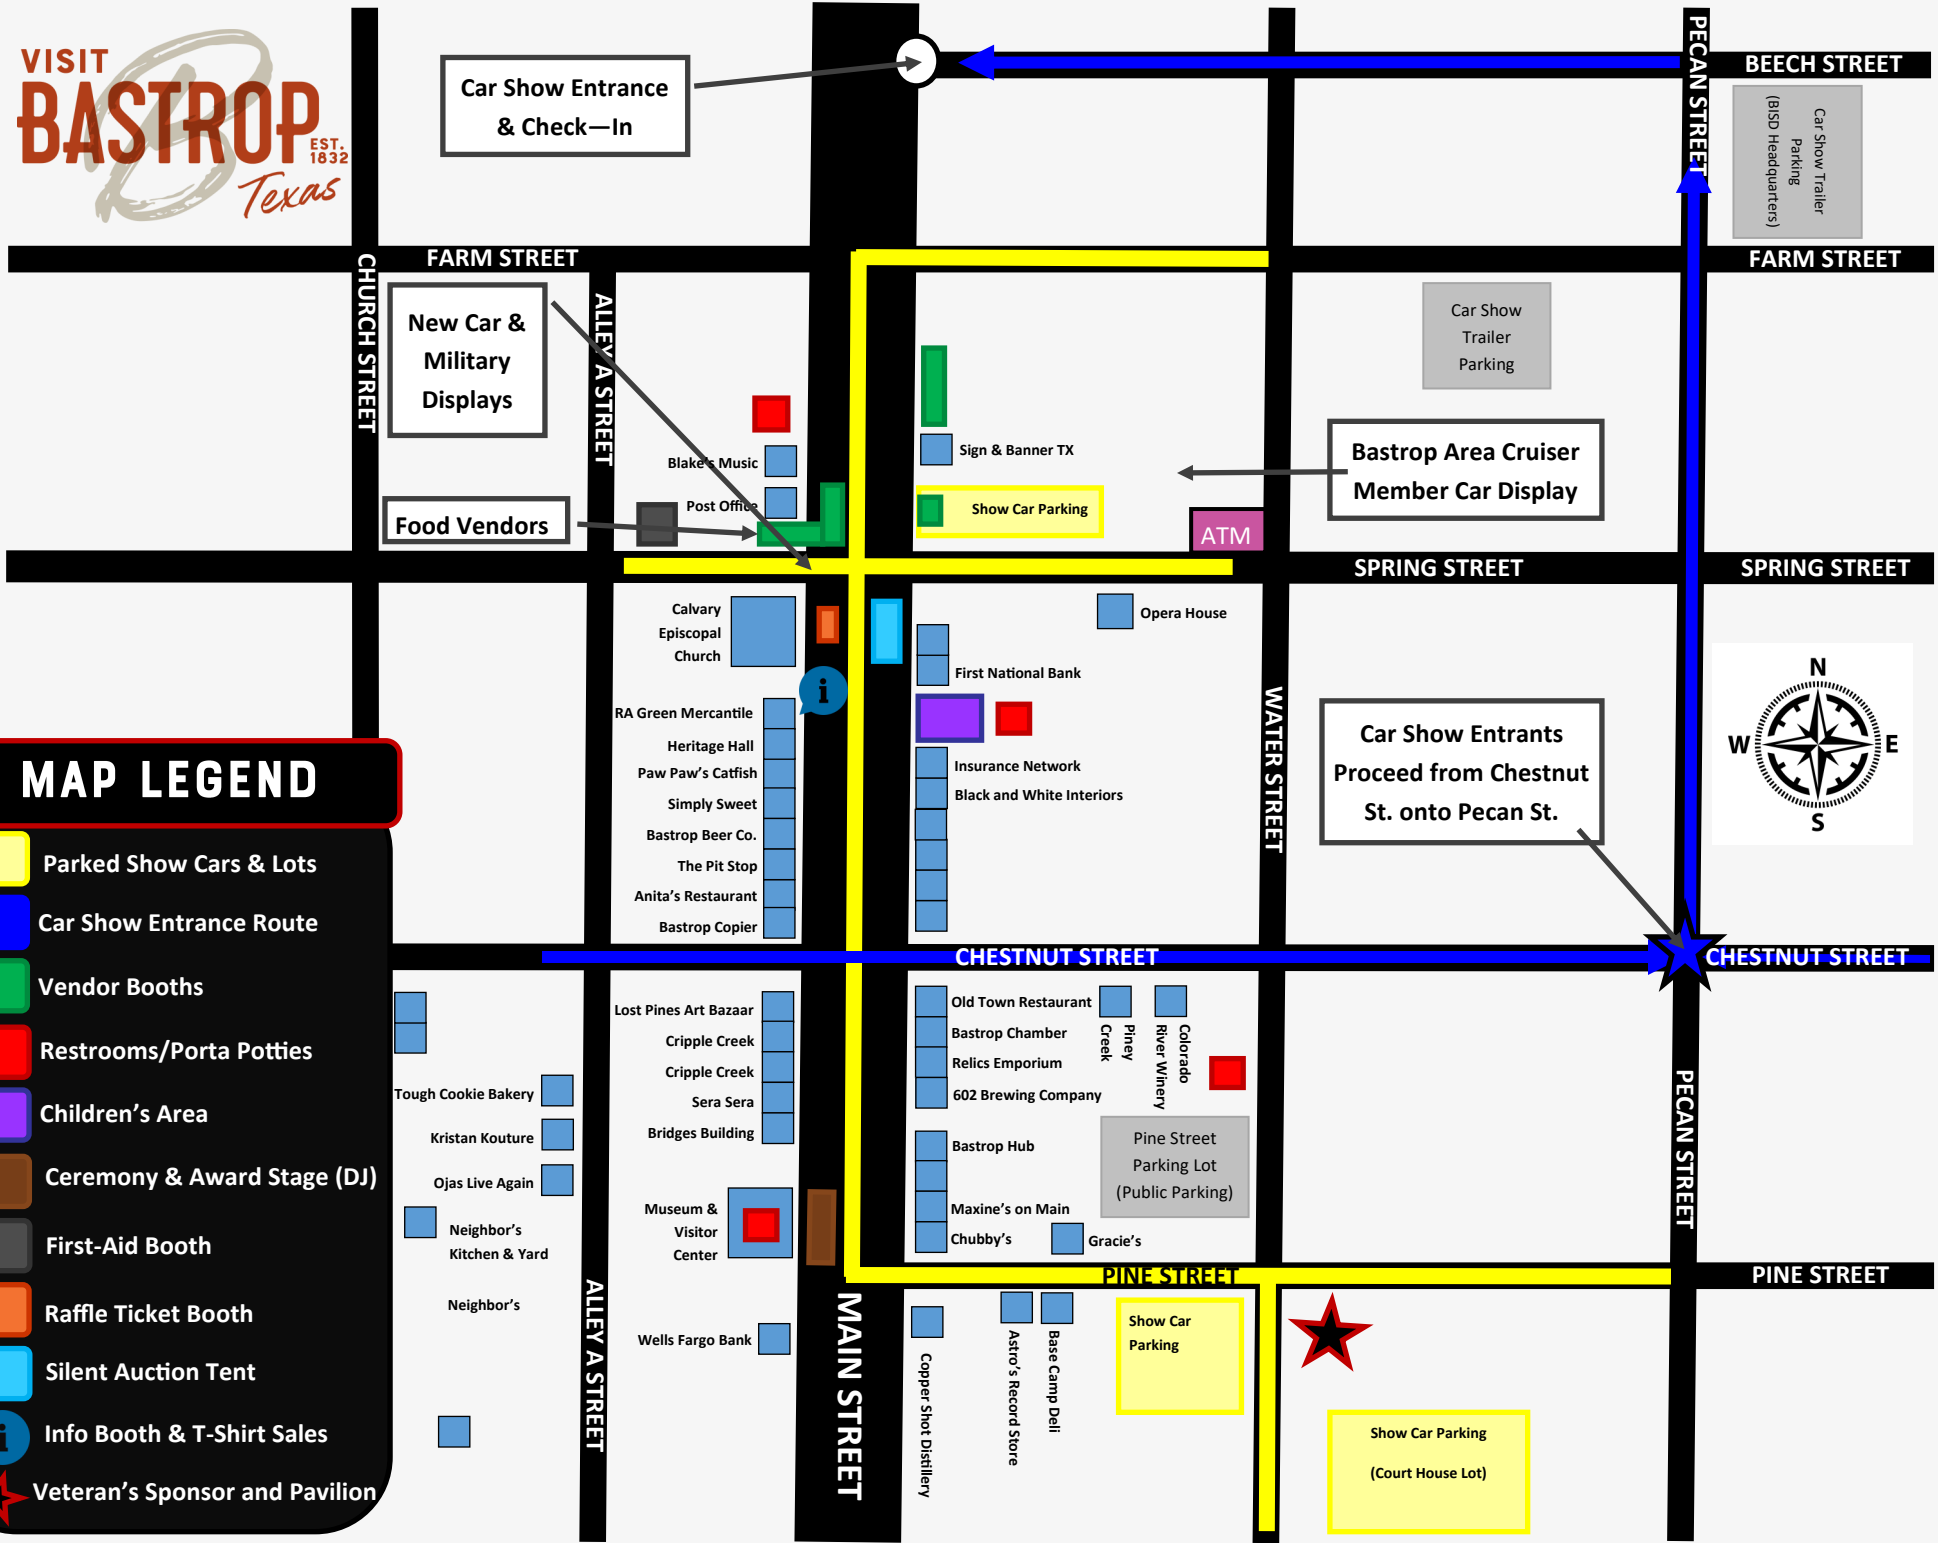 VISIT
BASTROP
EST.
1832
Texas
Car Show Entrance
& Check—In
PECAN STREET
BEECH STREET
Car Show Trailer
Parking
(BISD Headquarters)
FARM STREET
FARM STREET
CHURCH STREET
New Car &
Military
Displays
ALLEY A STREET
Car Show
Trailer
Parking
Blake's Music
Sign & Banner TX
Bastrop Area Cruiser
Member Car Display
Post Office
Food Vendors
Show Car Parking
ATM
SPRING STREET
SPRING STREET
Calvary
Episcopal
Church
Opera House
First National Bank
i
RA Green Mercantile
Heritage Hall
Paw Paw's Catfish
Simply Sweet
Bastrop Beer Co.
The Pit Stop
Anita's Restaurant
Bastrop Copier
Insurance Network
Black and White Interiors
WATER STREET
Car Show Entrants
Proceed from Chestnut
St. onto Pecan St.
N
W
E
S
CHESTNUT STREET
CHESTNUT STREET
MAP LEGEND
Parked Show Cars & Lots
Car Show Entrance Route
Vendor Booths
Restrooms/Porta Potties
Children's Area
Ceremony & Award Stage (DJ)
First-Aid Booth
Raffle Ticket Booth
Silent Auction Tent
i
Info Booth & T-Shirt Sales
Veteran's Sponsor and Pavilion
Lost Pines Art Bazaar
Cripple Creek
Cripple Creek
Sera Sera
Bridges Building
Tough Cookie Bakery
Kristan Kouture
Ojas Live Again
Neighbor's
Kitchen & Yard
Neighbor's
Museum &
Visitor
Center
Wells Fargo Bank
ALLEY A STREET
MAIN STREET
Old Town Restaurant
Bastrop Chamber
Relics Emporium
602 Brewing Company
Piney
Creek
Colorado
River Winery
Bastrop Hub
Maxine's on Main
Chubby's
Gracie's
Pine Street
Parking Lot
(Public Parking)
PECAN STREET
PINE STREET
PINE STREET
Copper Shot Distillery
Astro's Record Store
Base Camp Deli
Show Car
Parking
Show Car Parking
(Court House Lot)